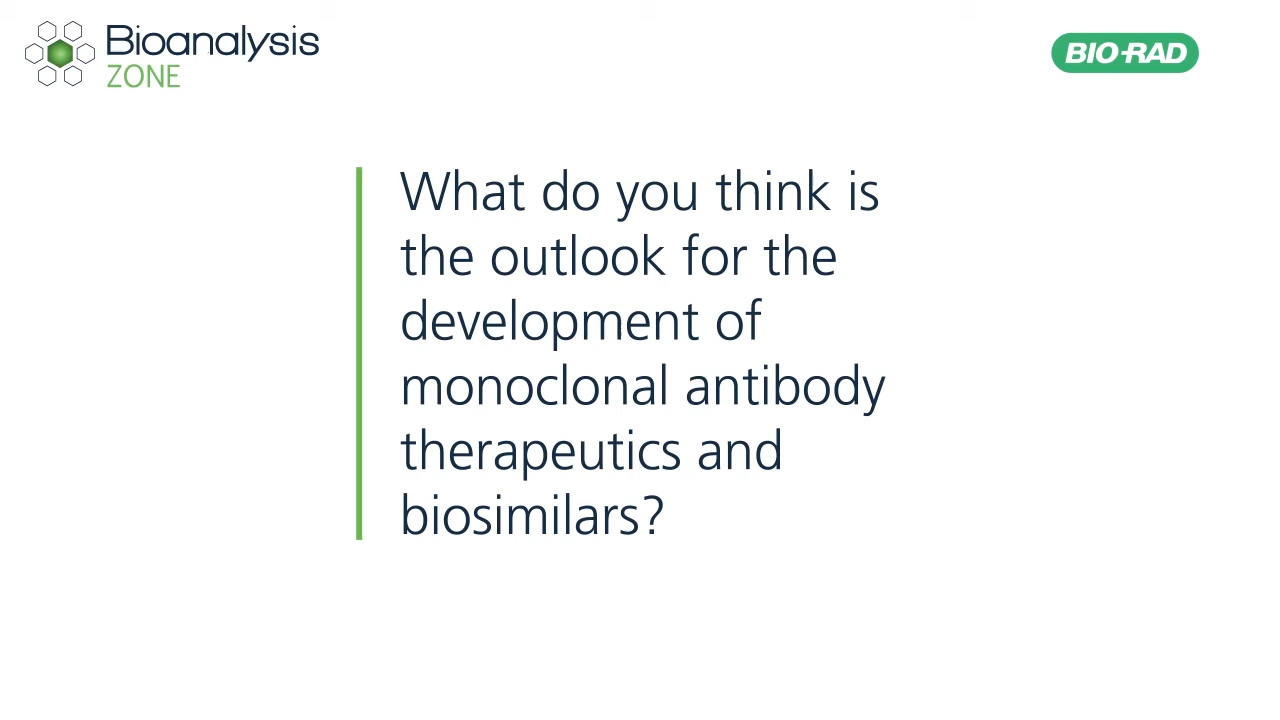 Bioanalysis
ZONE
BIO-RAD
What do you think is
the outlook for the
development of
monoclonal antibody
therapeutics and
biosimilars?